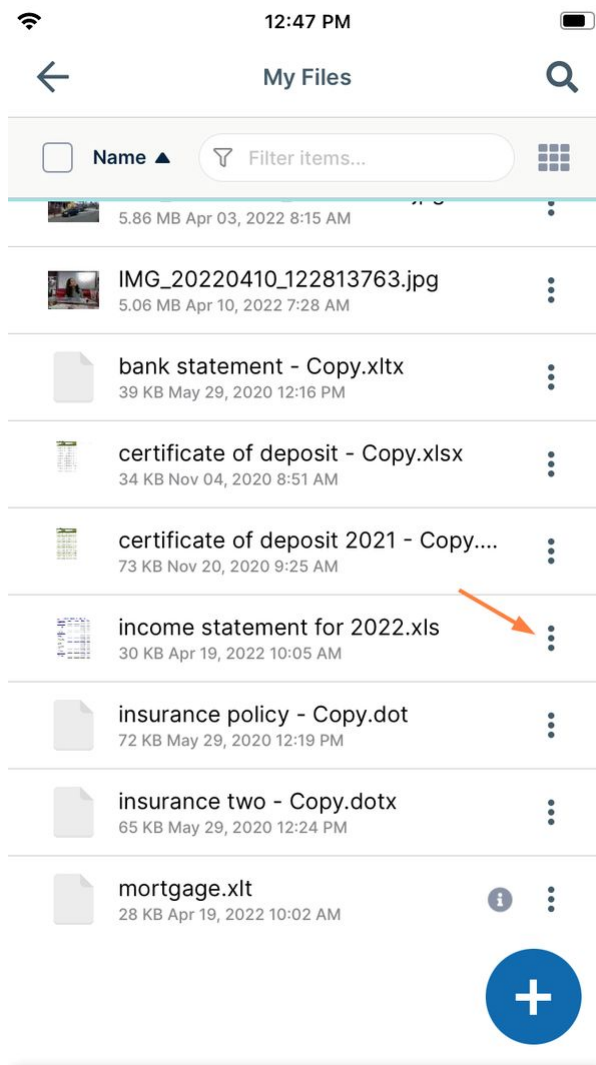 12:47 PM
My Files
Name ▲
Filter items...
5.86 MB Apr 03, 2022 8:15 AM
IMG_20220410_122813763.jpg
5.06 MB Apr 10, 2022 7:28 AM
bank statement - Copy.xltx
39 KB May 29, 2020 12:16 PM
certificate of deposit - Copy.xlsx
34 KB Nov 04, 2020 8:51 AM
certificate of deposit 2021 - Copy....
73 KB Nov 20, 2020 9:25 AM
income statement for 2022.xls
30 KB Apr 19, 2022 10:05 AM
insurance policy - Copy.dot
72 KB May 29, 2020 12:19 PM
insurance two - Copy.dotx
65 KB May 29, 2020 12:24 PM
mortgage.xlt
28 KB Apr 19, 2022 10:02 AM